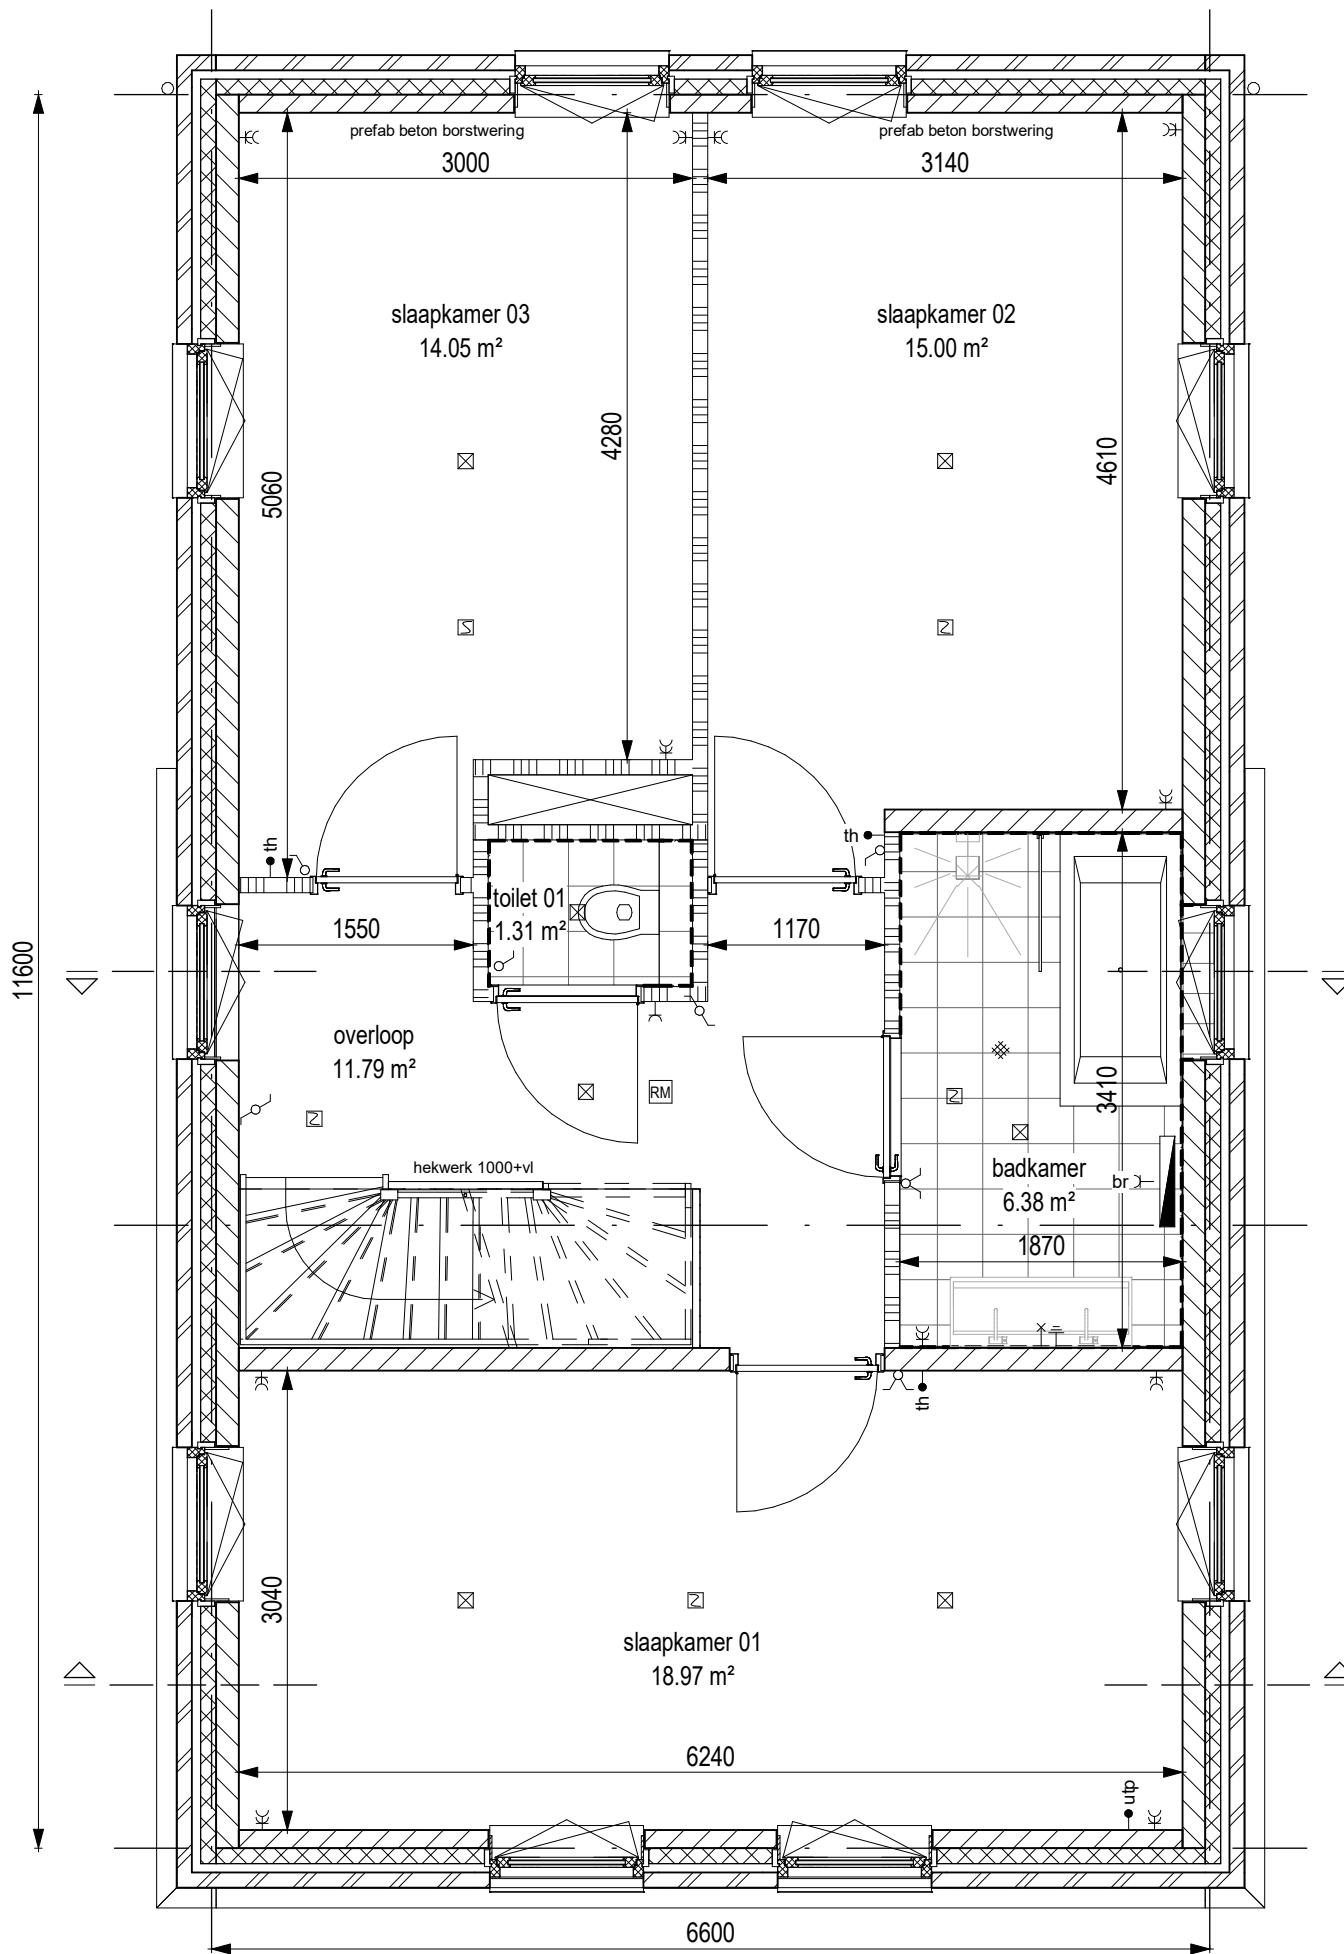 prefab beton borstwering
prefab beton borstwering
3000
3140
slaapkamer 03
14.05 m²
slaapkamer 02
15.00 m²
4280
4610
5060
th
th
toilet 01
1.31 m²
1550
1170
11600
overloop
11.79 m²
RM
3410
hekwerk 1000+vl
badkamer
6.38 m²
br
1870
th
3040
slaapkamer 01
18.97 m²
6240
utp
6600